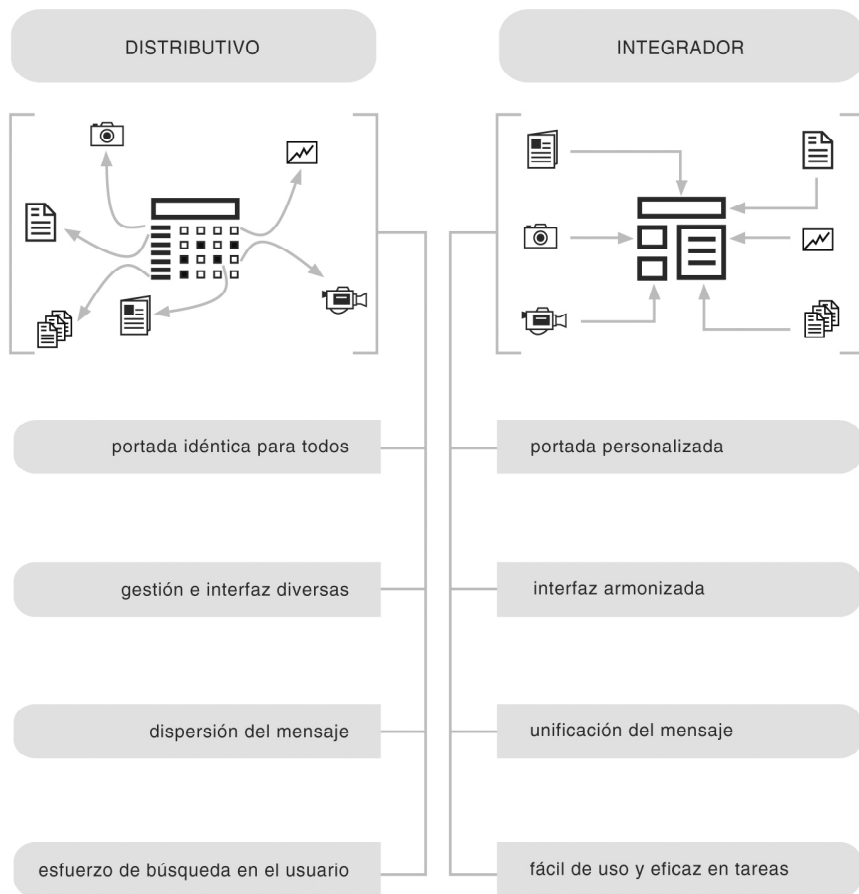 DISTRIBUTIVO
INTEGRADOR
portada idéntica para todos
portada personalizada
gestión e interfaz diversas
interfaz armonizada
dispersión del mensaje
unificación del mensaje
esfuerzo de búsqueda en el usuario
fácil de uso y eficaz en tareas